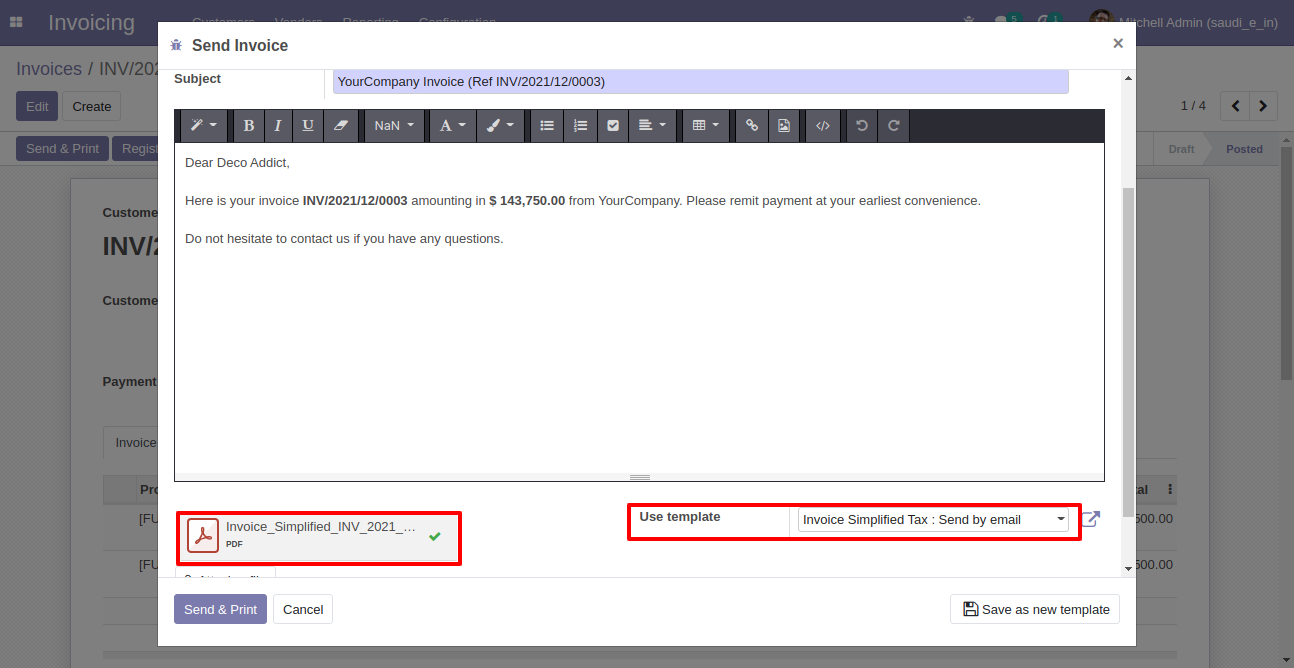 Invoicing
Customers Vendors Reporting Configuration
5
1
Mitchell Admin (saudi_e_in)
Invoices / INV/202
Edit
Create
1 / 4
Send & Print
Regist
Draft
Posted
Custome
INV/2
Custome
Payment
Invoice
Pro
[FU
[FU
tal
500.00
500.00
Send Invoice
×
Subject
YourCompany Invoice (Ref INV/2021/12/0003)
B I U NaN A </>
Dear Deco Addict,
Here is your invoice INV/2021/12/0003 amounting in $ 143,750.00 from YourCompany. Please remit payment at your earliest convenience.
Do not hesitate to contact us if you have any questions.
Invoice_Simplified_INV_2021_...
PDF
Use template
Invoice Simplified Tax : Send by email
Send & Print
Cancel
Save as new template